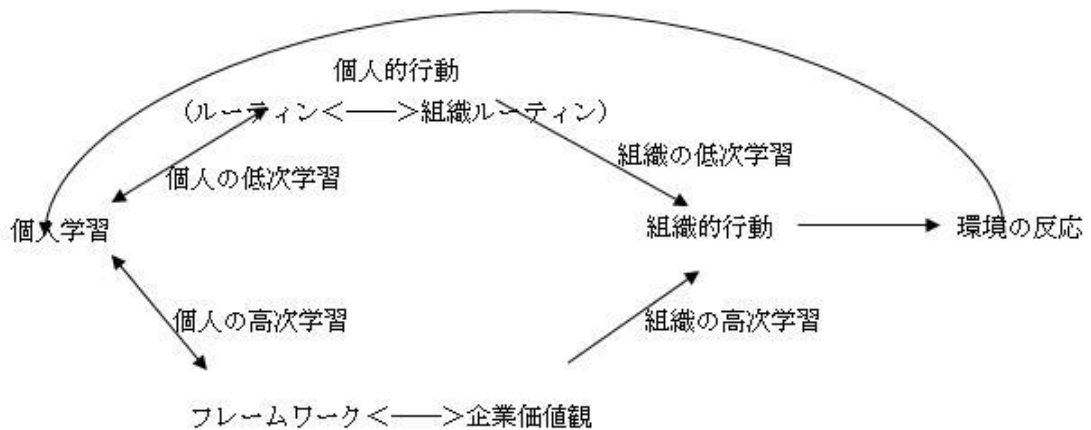 個人的行動
(ルーティン<──>組織ルーティン)
組織の低次学習
個人の低次学習
個人学習
組織的行動
環境の反応
個人の高次学習
組織の高次学習
フレームワーク<──>企業価値観